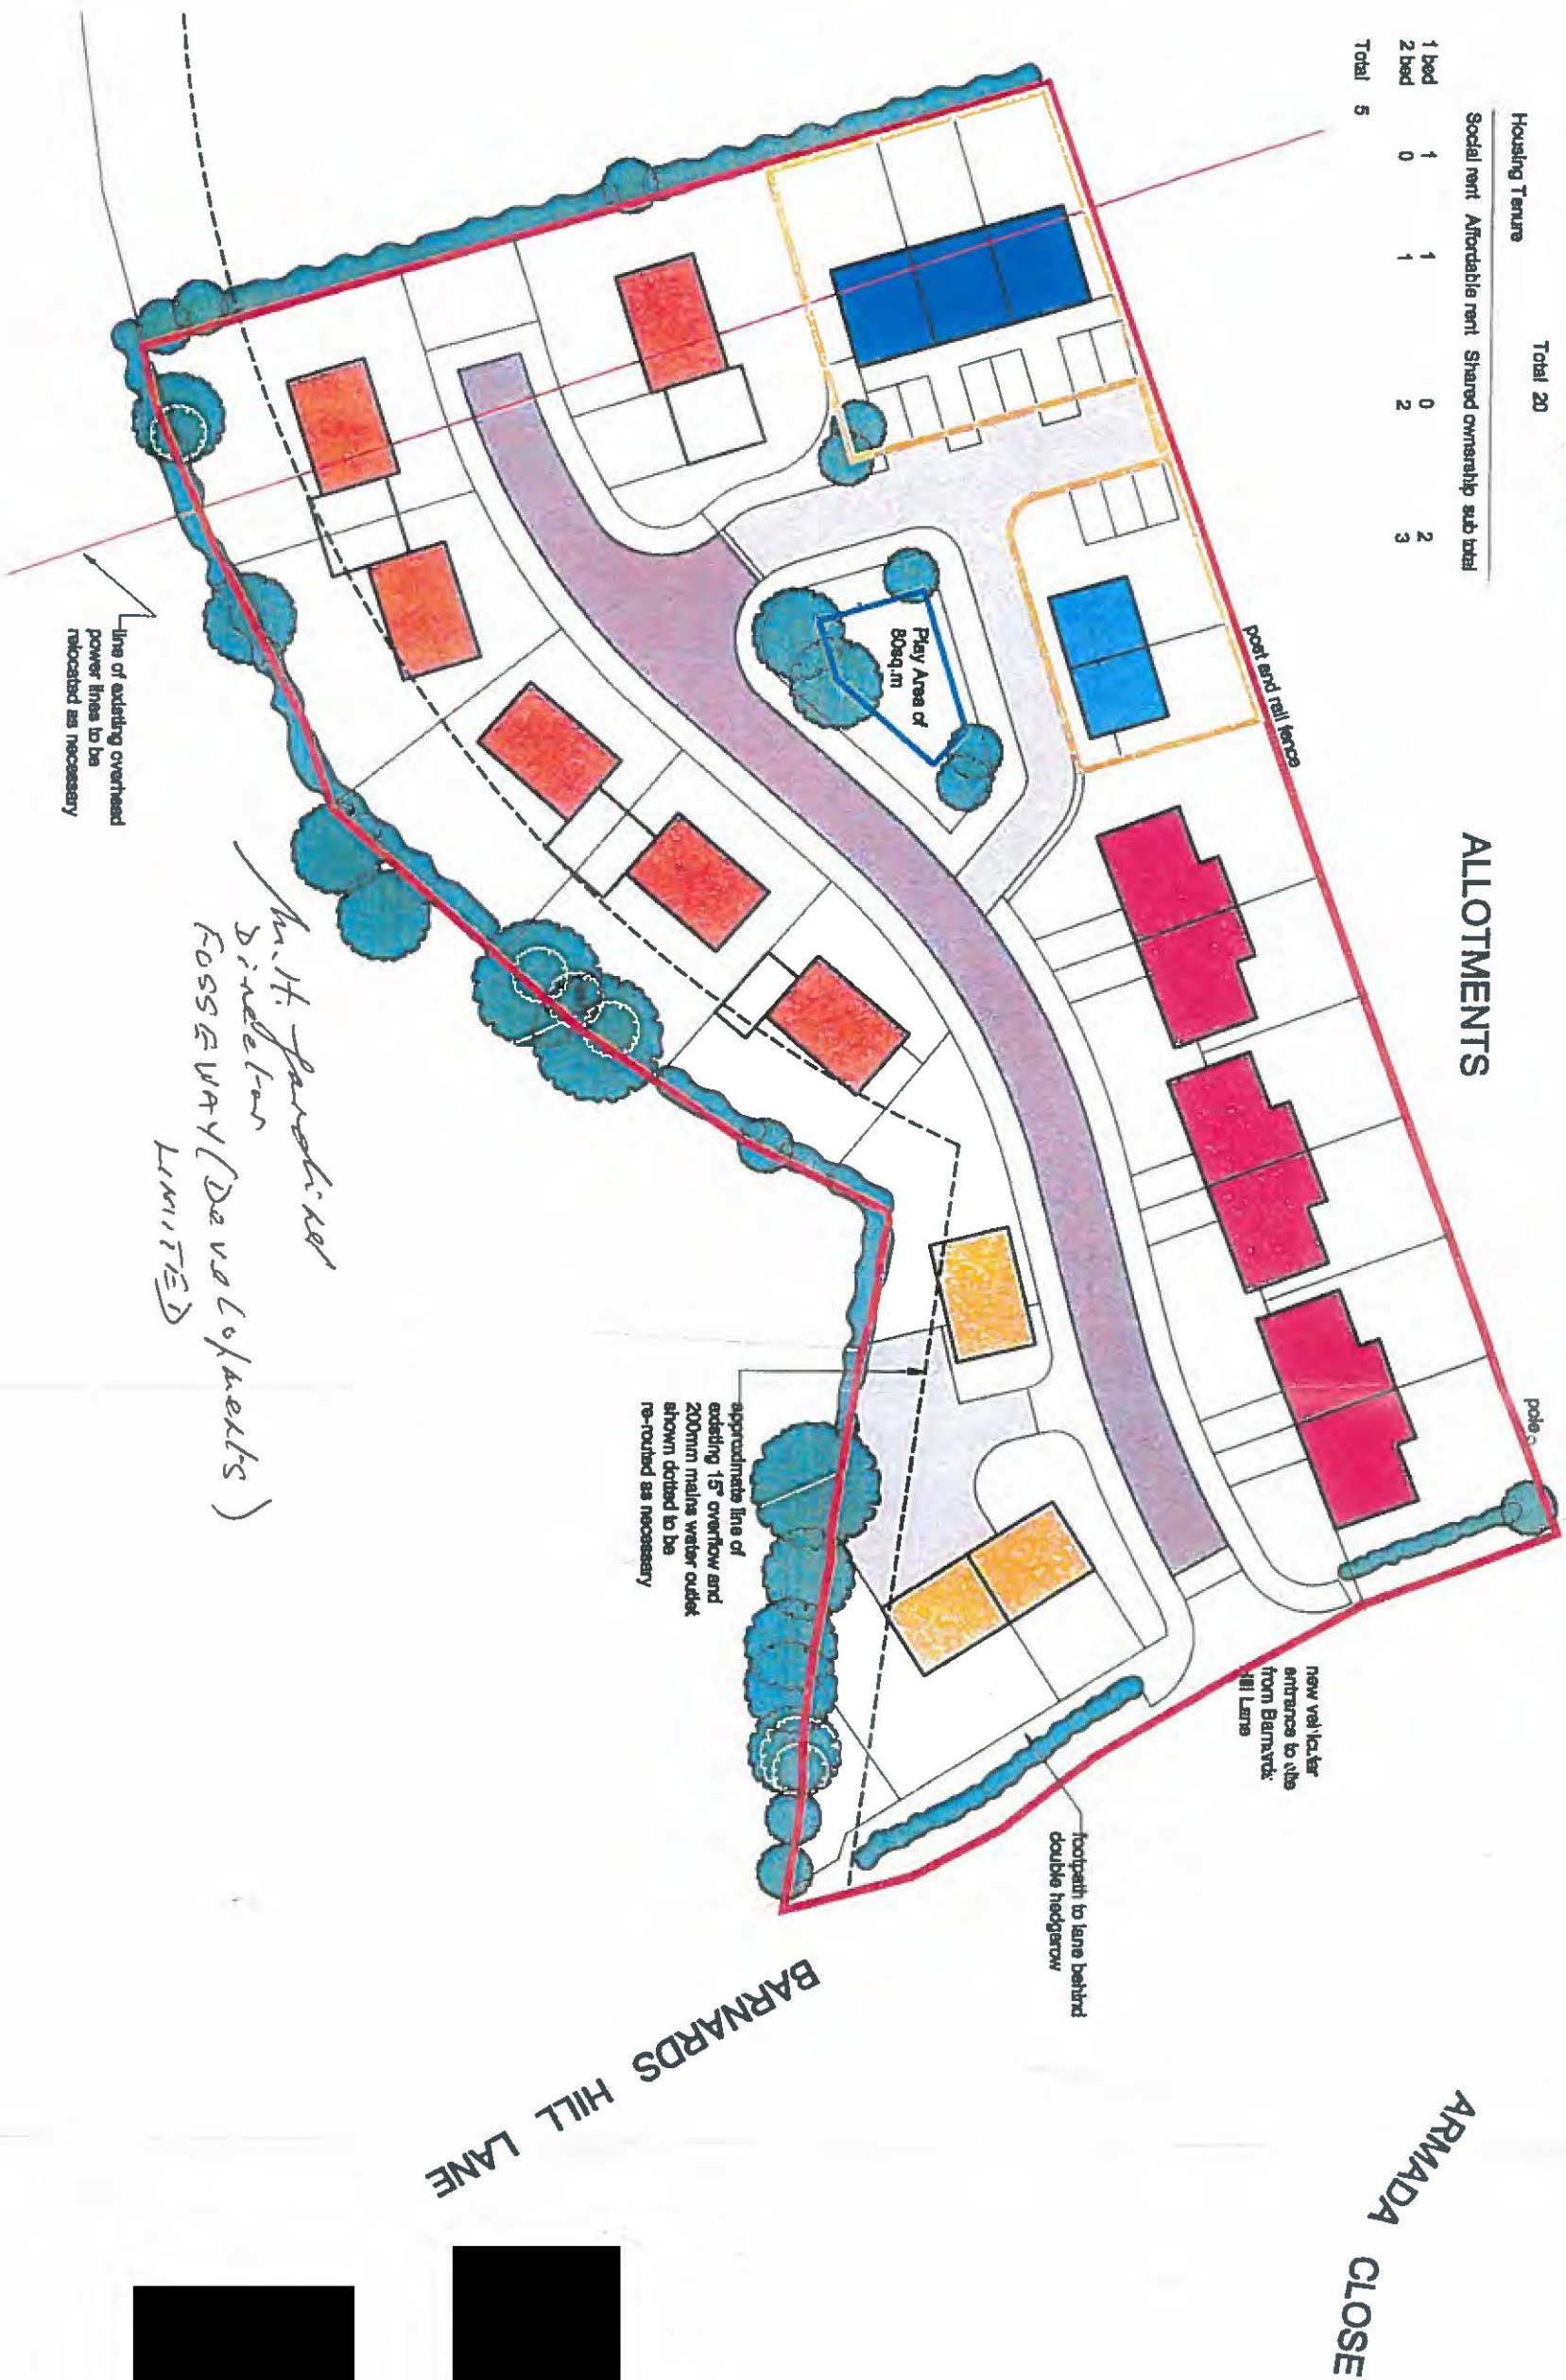 Total 20
Housing Tenure
Social rent Affordable rent Shared ownership sub total
1 bed 1 1 0 2
2 bed 0 1 2 3
Total 5
ALLOTMENTS
pole
post and rail fence
Play Area of
80sq.m
new vehicular
entrance to the
from Barnards
Hill Lane
footpath to lane behind
double hedgerow
approximate line of
existing 15" overflow and
200mm mains water outlet
shown dotted to be
re-routed as necessary
line of existing overhead
power lines to be
relocated as necessary
Director
FOSSEWAY (Developments)
LIMITED
BARNARDS HILL LANE
ARMADA CLOSE